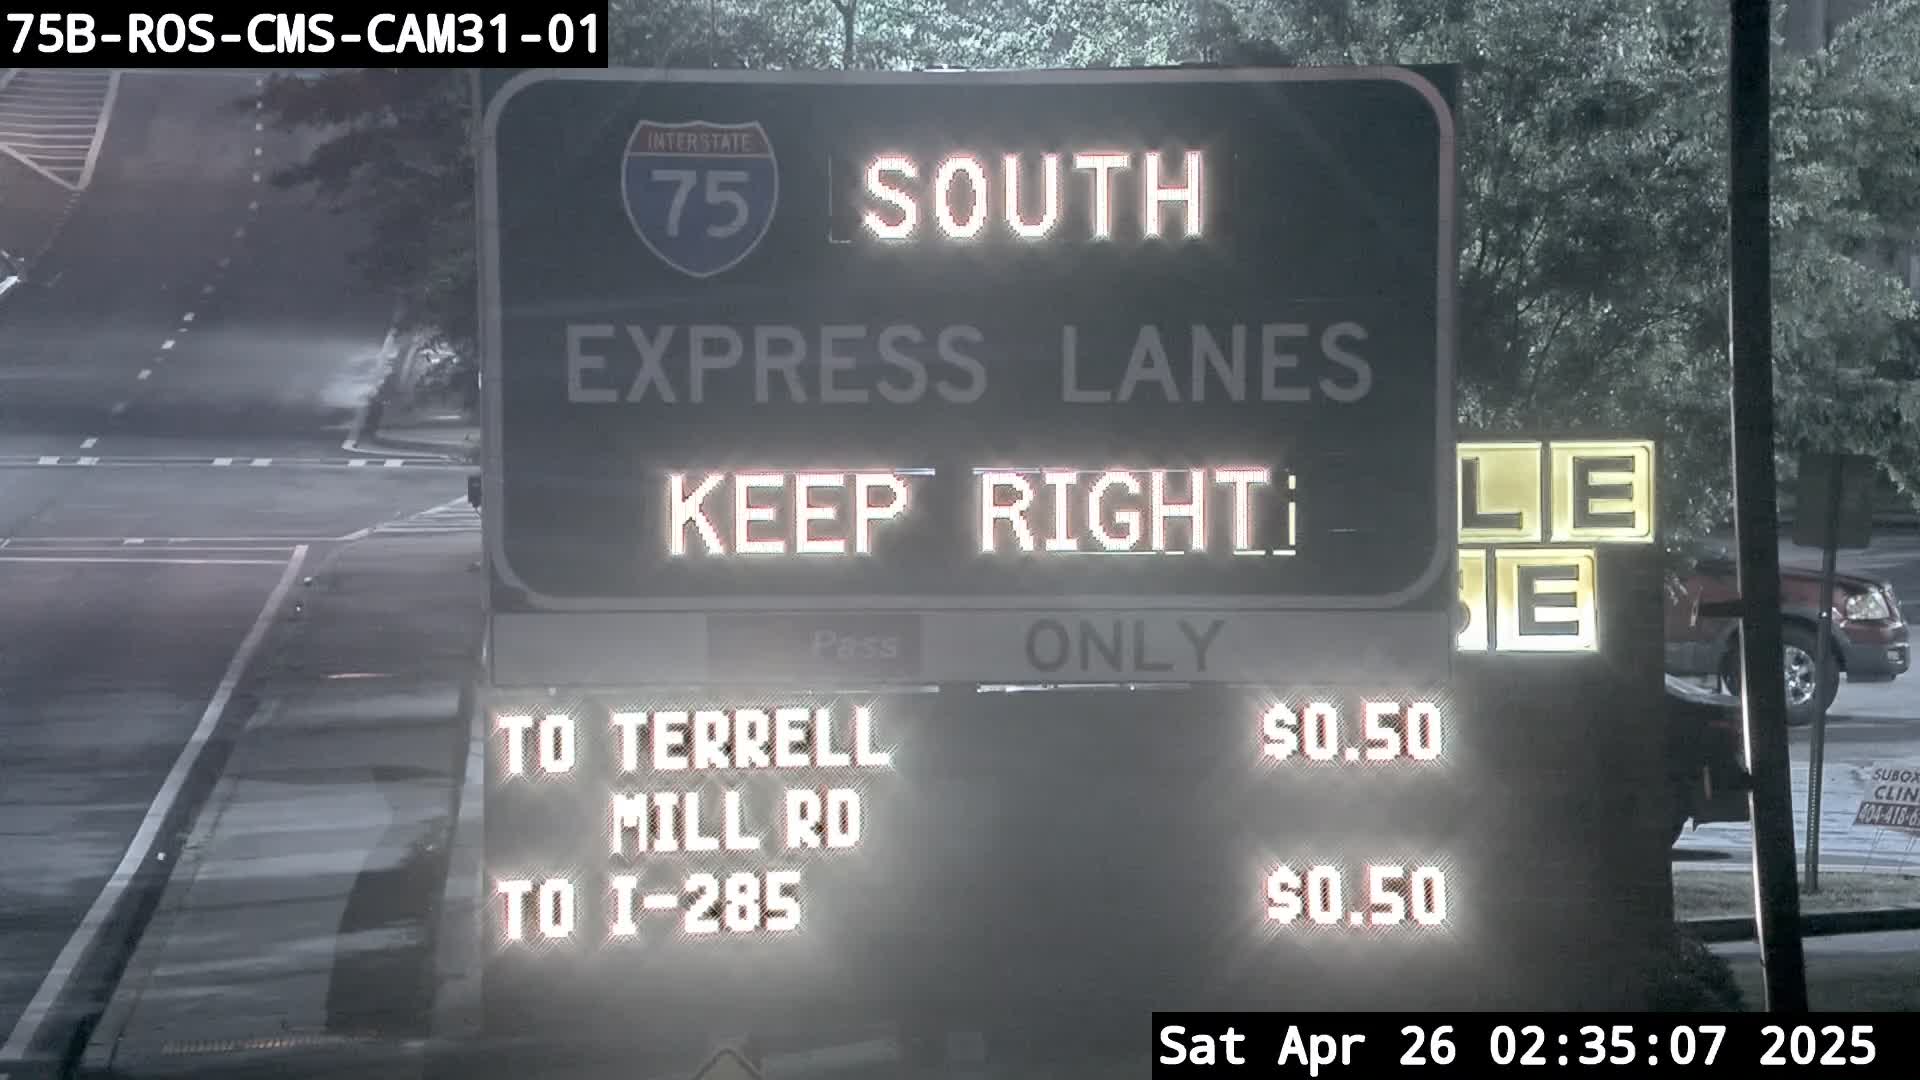 75B-ROS-CMS-CAM31-01
INTERSTATE
75
SOUTH
EXPRESS LANES
KEEP RIGHT
Pass ONLY
TO TERRELL $0.50
MILL RD
TO I-285 $0.50
LE
E
CLIN
Sat Apr 26 02:35:07 2025